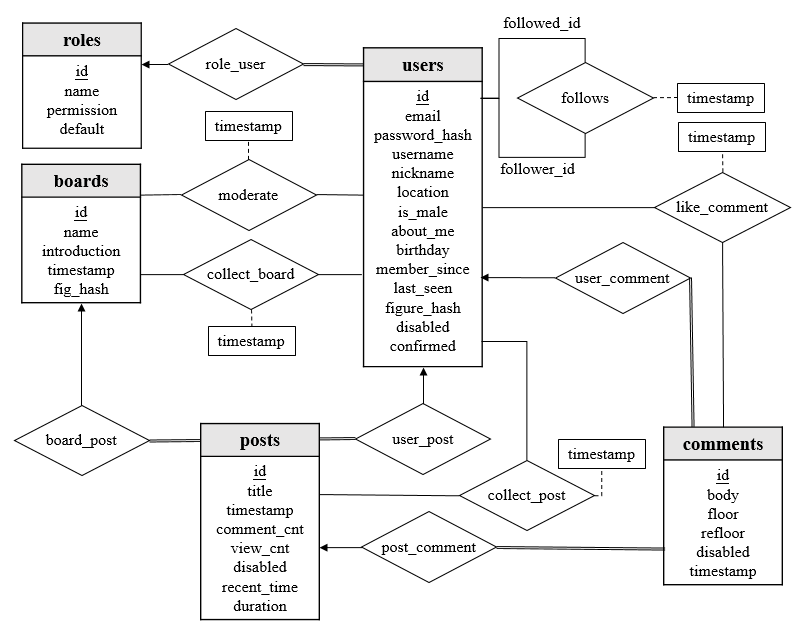 followed_id
roles
id
name
permission
default
role_user
users
id
email
password_hash
username
nickname
location
is_male
about_me
birthday
member_since
last_seen
figure_hash
disabled
confirmed
follows
timestamp
follower_id
timestamp
timestamp
boards
id
name
introduction
timestamp
fig_hash
moderate
like_comment
collect_board
timestamp
user_comment
board_post
posts
id
title
timestamp
comment_cnt
view_cnt
disabled
recent_time
duration
user_post
timestamp
collect_post
post_comment
comments
id
body
floor
refloor
disabled
timestamp